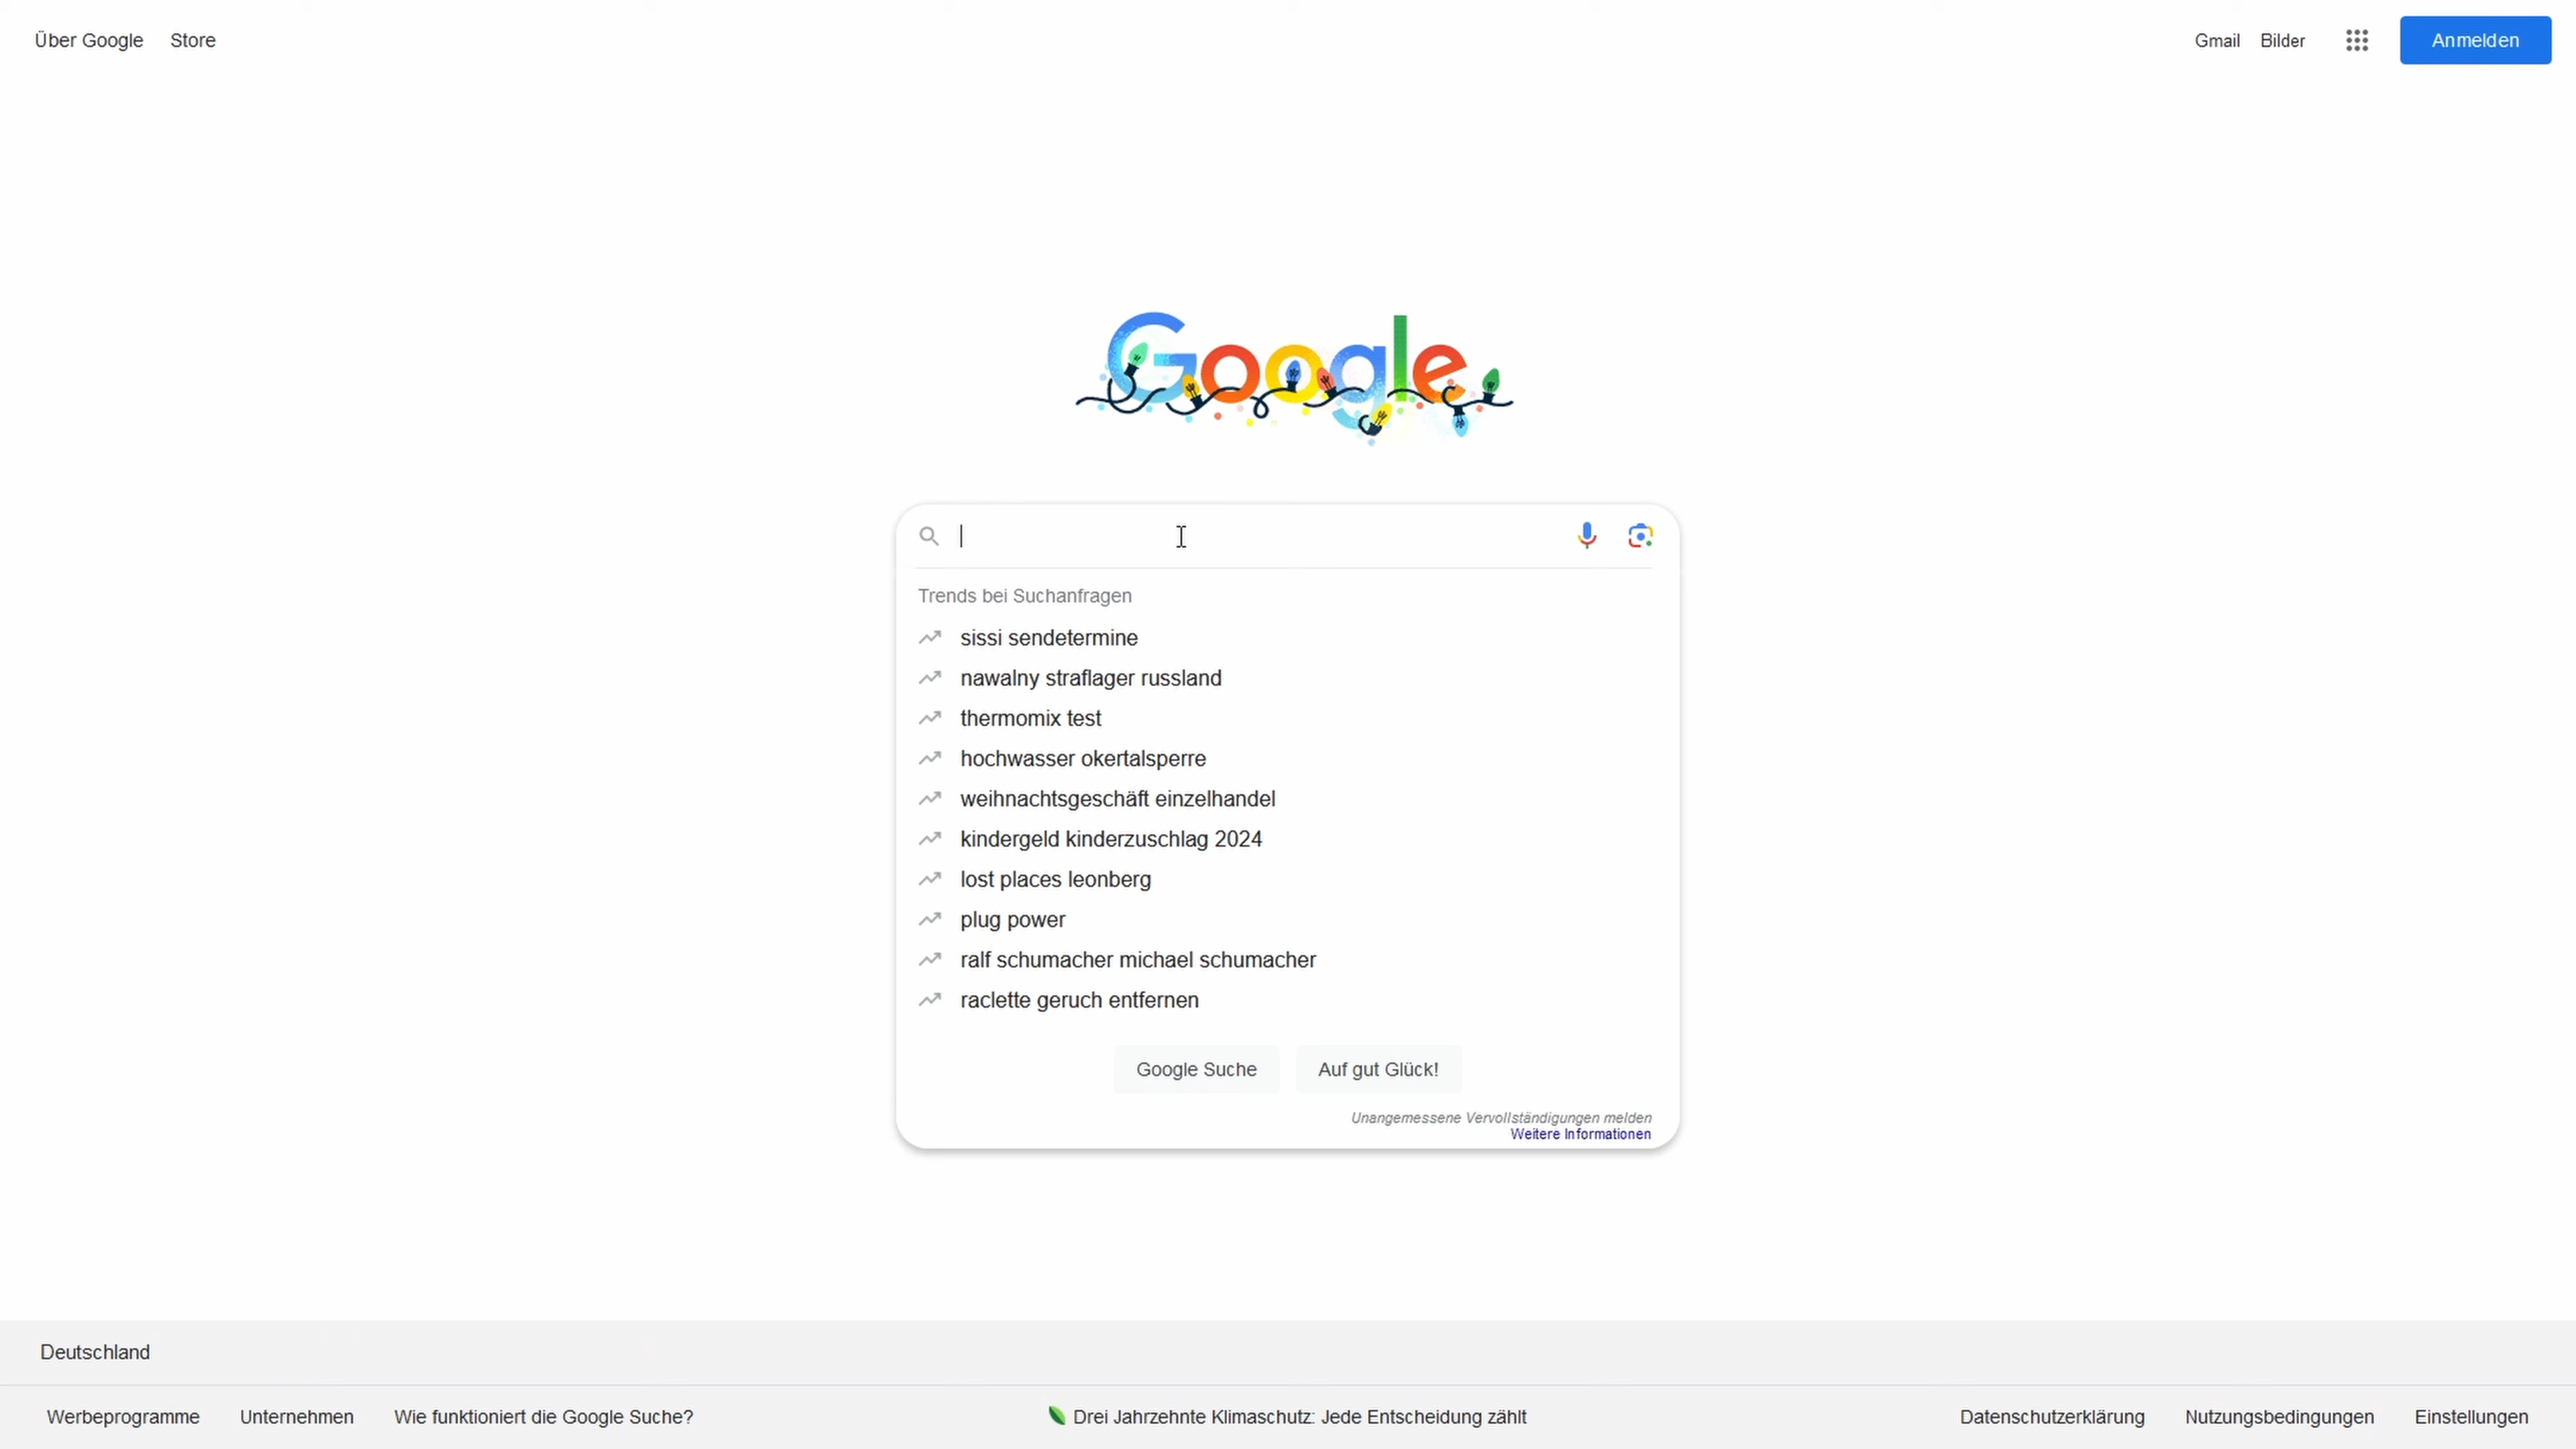 Über Google Store Gmail Bilder Anmelden
Google
Trends bei Suchanfragen
sissi sendetermine
nawalny straflager russland
thermomix test
hochwasser okertalsperre
weihnachtsgeschäft einzelhandel
kindergeld kinderzuschlag 2024
lost places leonberg
plug power
ralf schumacher michael schumacher
raclette geruch entfernen
Google Suche Auf gut Glück!
Unangemessene Vervollständigungen melden
Weitere Informationen
Deutschland
Werbeprogramme Unternehmen Wie funktioniert die Google Suche? Drei Jahrzehnte Klimaschutz: Jede Entscheidung zählt Datenschutzerklärung Nutzungsbedingungen Einstellungen